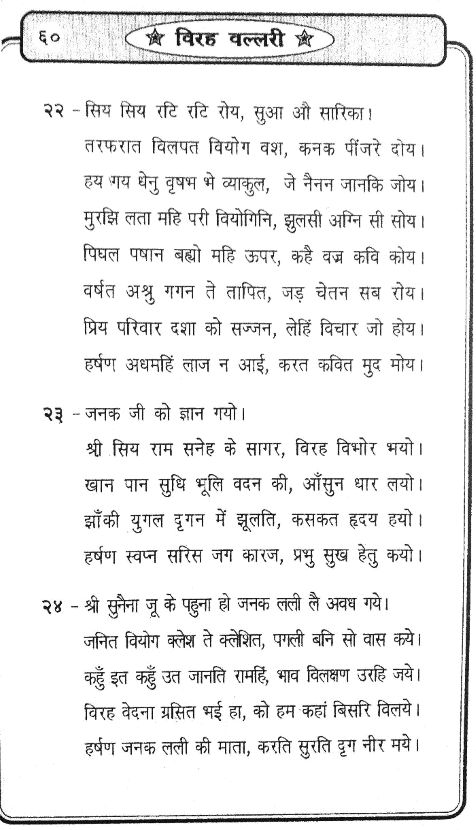 ६० ★ विरह वल्लरी ★
२२ - सिय सिय रटि रटि रोय, सुआ औ सारिका।
तरफरात विलपत वियोग वश, कनक पींजरे दोय।
हय गय धेनु वृषभ भे व्याकुल, जे नैनन जानकि जोय।
मुरझि लता महि परी वियोगिनि, झुलसी अग्नि सी सोय।
पिघल पषान बह्यो महि ऊपर, कहै वज्र कवि कोय।
वर्षत अश्रु गगन ते तापित, जड़ चेतन सब रोय।
प्रिय परिवार दशा को सज्जन, लेहिं विचार जो होय।
हर्षण अधमहिं लाज न आई, करत कवित मुद मोय।
२३ - जनक जी को ज्ञान गयो।
श्री सिय राम सनेह के सागर, विरह विभोर भयो।
खान पान सुधि भूलि वदन की, आँसुन धार लयो।
झाँकी युगल दृगन में झूलति, कसकत हृदय हयो।
हर्षण स्वप्न सरिस जग कारज, प्रभु सुख हेतु कयो।
२४ - श्री सुनैना जू के पहुना हो जनक लली लै अवध गये।
जनित वियोग क्लेश ते क्लेशित, पगली बनि सो वास कये।
कहुँ इत कहुँ उत जानति रामहिं, भाव विलक्षण उरहि जये।
विरह वेदना ग्रसित भई हा, को हम कहां बिसरि विलये।
हर्षण जनक लली की माता, करति सुरति दृग नीर मये।